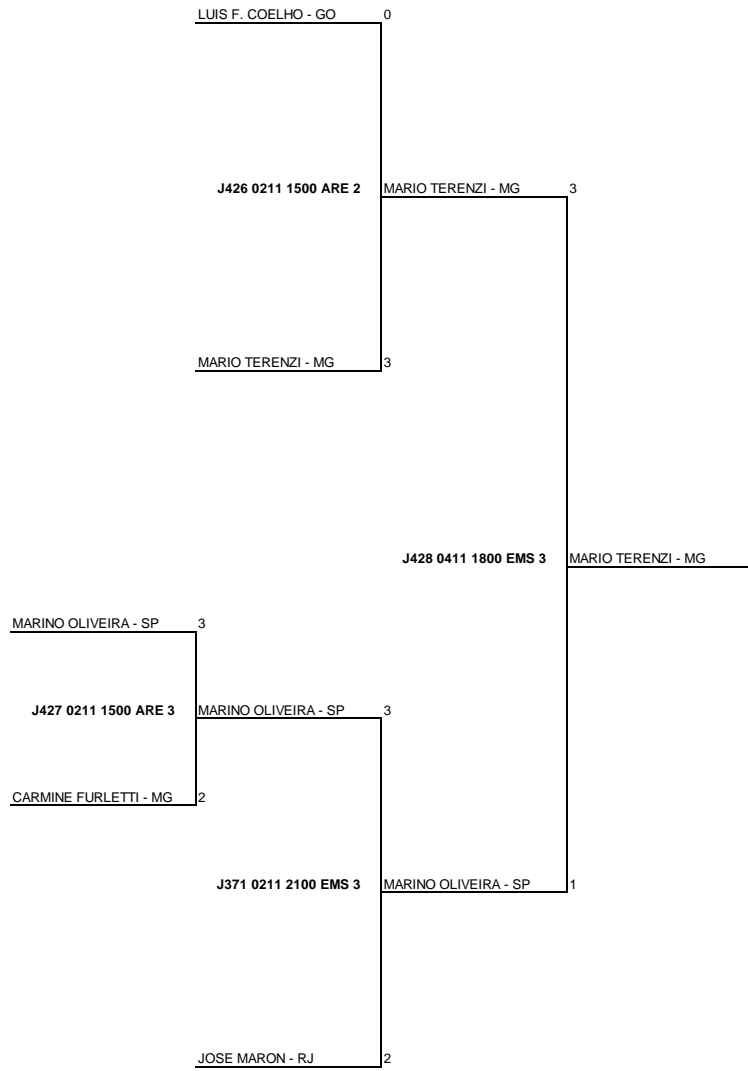 LUIS F. COELHO - GO 0
J426 0211 1500 ARE 2 MARIO TERENZI - MG 3
MARIO TERENZI - MG 3
J428 0411 1800 EMS 3 MARIO TERENZI - MG
MARINO OLIVEIRA - SP 3
J427 0211 1500 ARE 3 MARINO OLIVEIRA - SP 3
CARMINE FURLETTI - MG 2
J371 0211 2100 EMS 3 MARINO OLIVEIRA - SP 1
JOSE MARON - RJ 2